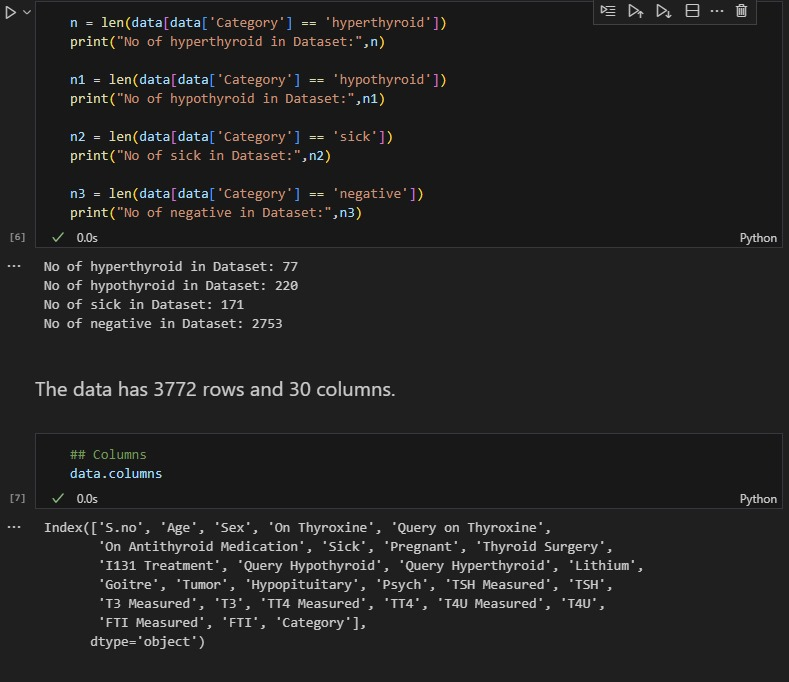 n = len(data[data['Category'] == 'hyperthyroid'])
print("No of hyperthyroid in Dataset:",n)
n1 = len(data[data['Category'] == 'hypothyroid'])
print("No of hypothyroid in Dataset:",n1)
n2 = len(data[data['Category'] == 'sick'])
print("No of sick in Dataset:",n2)
n3 = len(data[data['Category'] == 'negative'])
print("No of negative in Dataset:",n3)
[6] 0.0s Python
No of hyperthyroid in Dataset: 77
No of hypothyroid in Dataset: 220
No of sick in Dataset: 171
No of negative in Dataset: 2753
The data has 3772 rows and 30 columns.
## Columns
data.columns
[7] 0.0s Python
Index(['S.no', 'Age', 'Sex', 'On Thyroxine', 'Query on Thyroxine',
'On Antithyroid Medication', 'Sick', 'Pregnant', 'Thyroid Surgery',
'I131 Treatment', 'Query Hypothyroid', 'Query Hyperthyroid', 'Lithium',
'Goitre', 'Tumor', 'Hypopituitary', 'Psych', 'TSH Measured', 'TSH',
'T3 Measured', 'T3', 'TT4 Measured', 'TT4', 'T4U Measured', 'T4U',
'FTI Measured', 'FTI', 'Category'],
dtype='object')